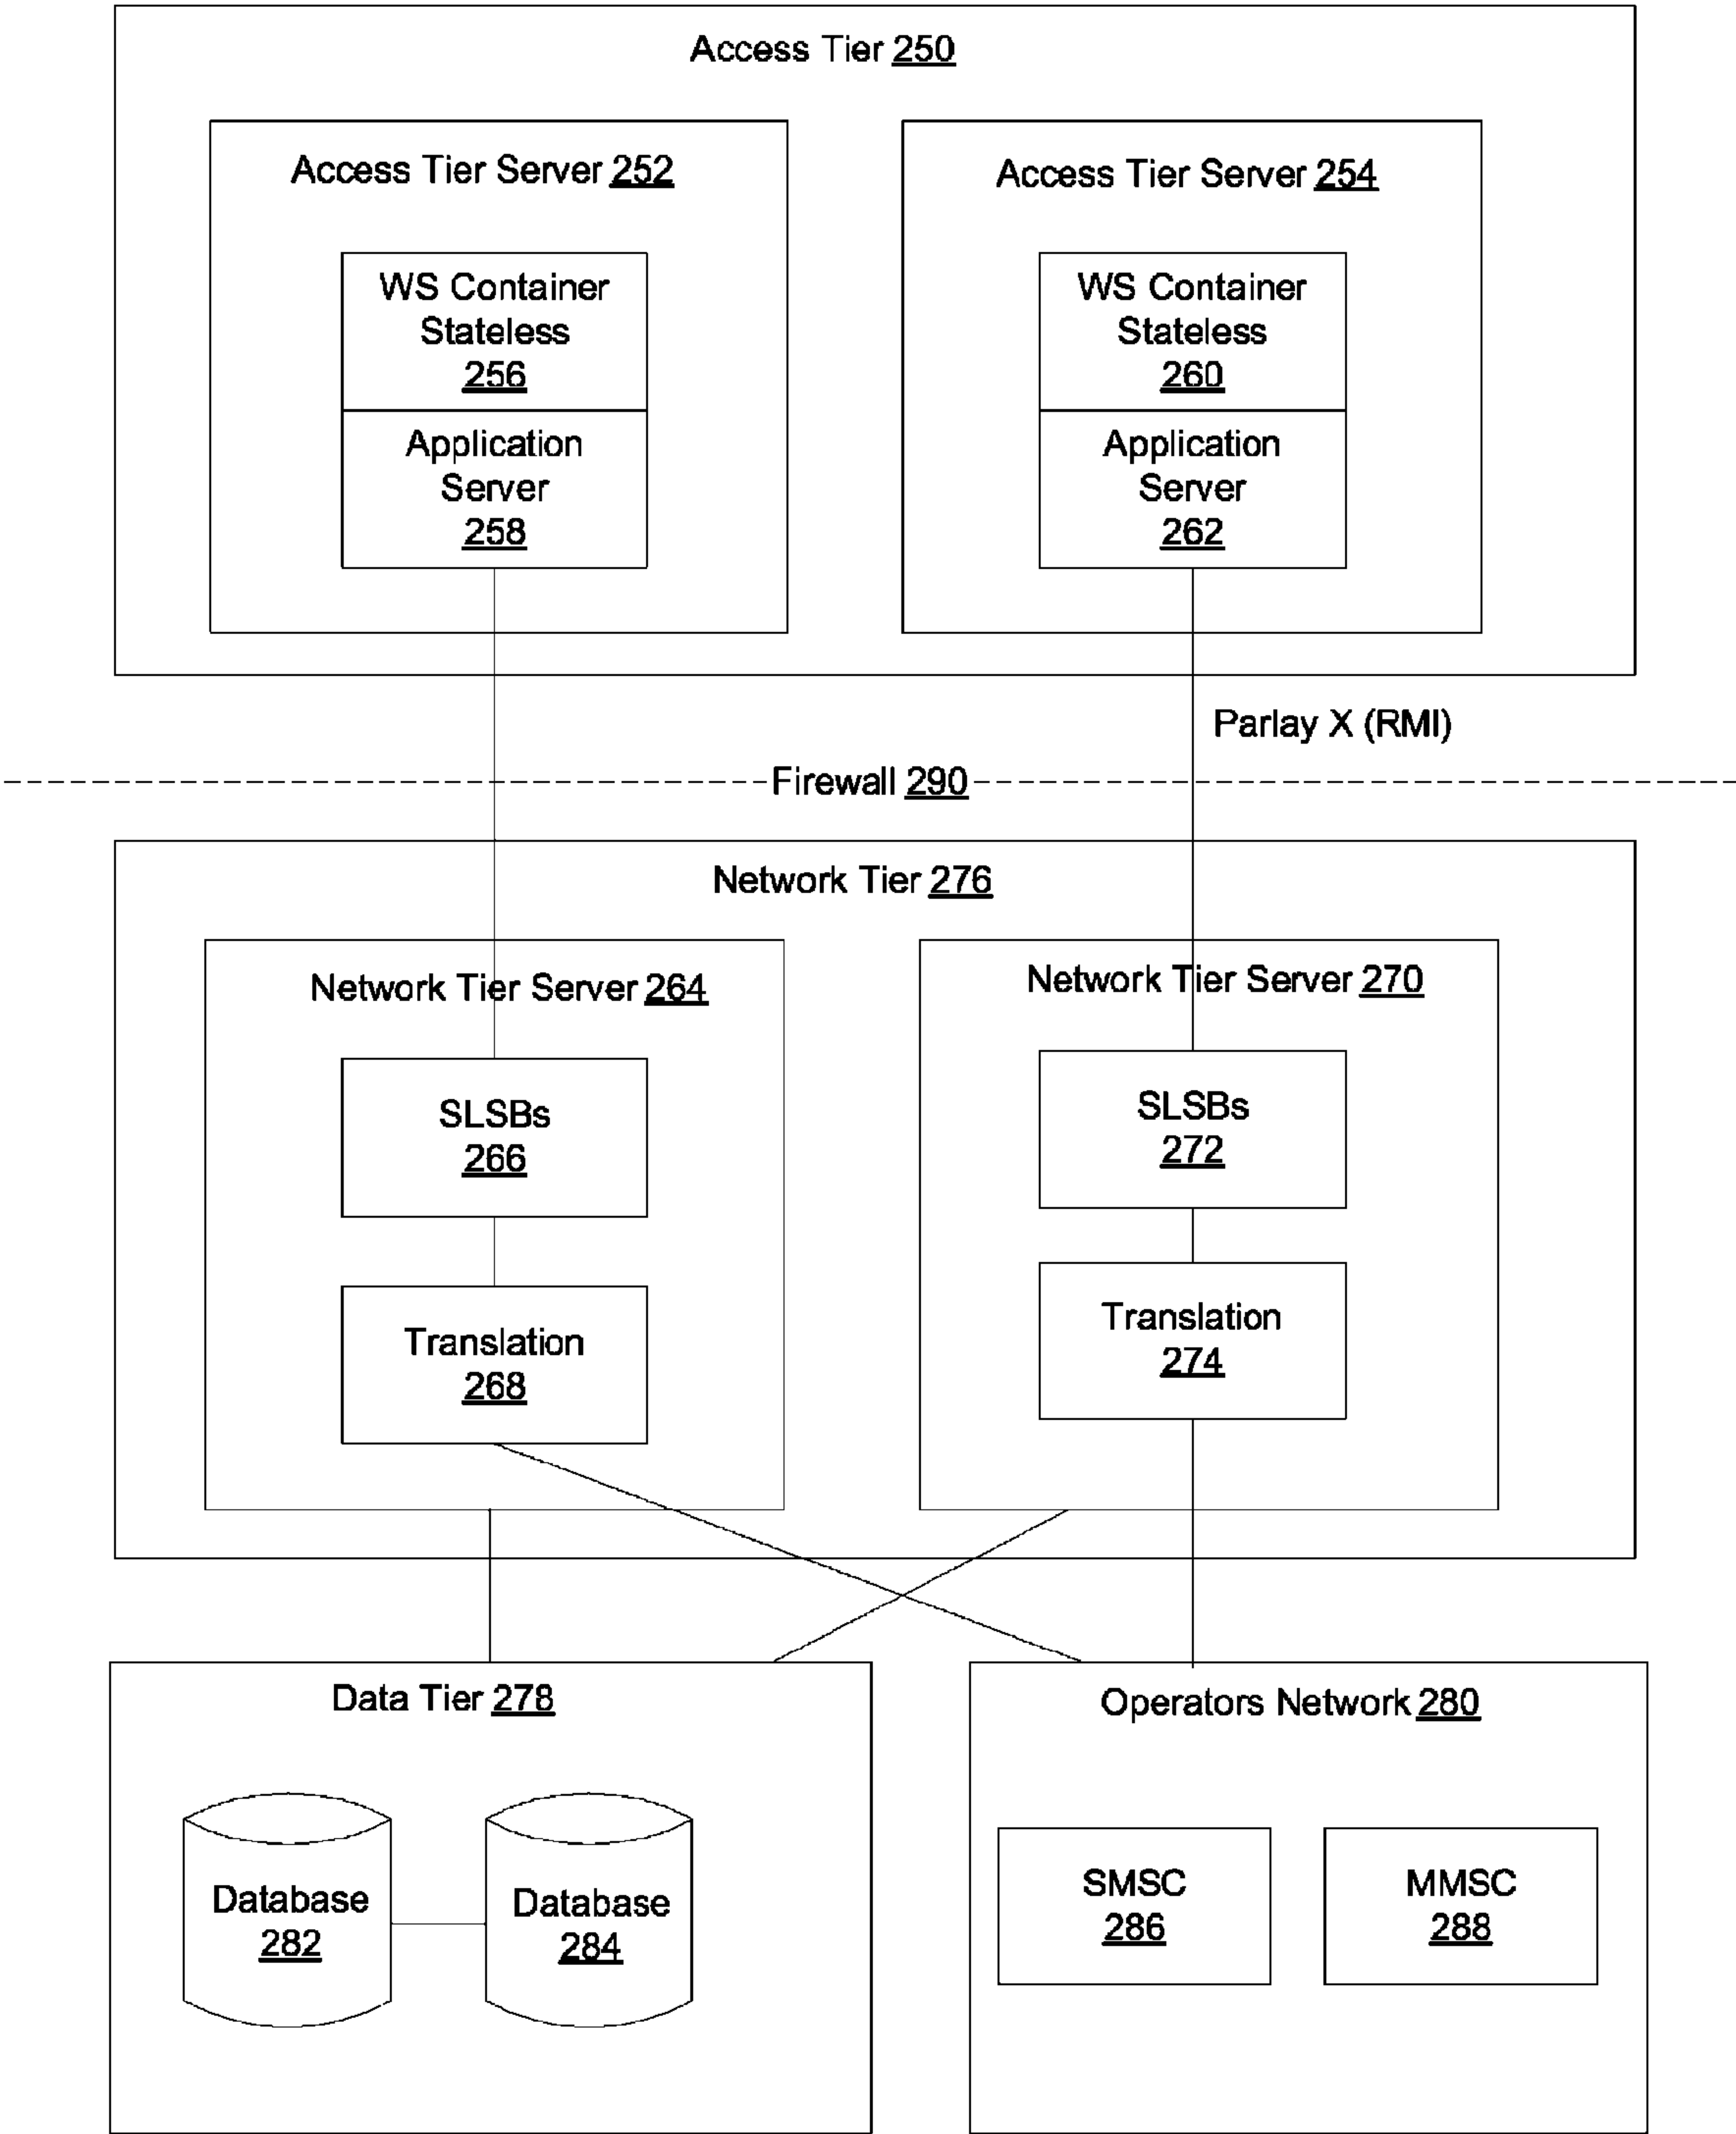 Access Tier 250
Access Tier Server 252
WS Container
Stateless
256
Application
Server
258
Access Tier Server 254
WS Container
Stateless
260
Application
Server
262
Parlay X (RMI)
Firewall 290
Network Tier 276
Network Tier Server 264
SLSBs
266
Translation
268
Network Tier Server 270
SLSBs
272
Translation
274
Data Tier 278
Database
282
Database
284
Operators Network 280
SMSC
286
MMSC
288